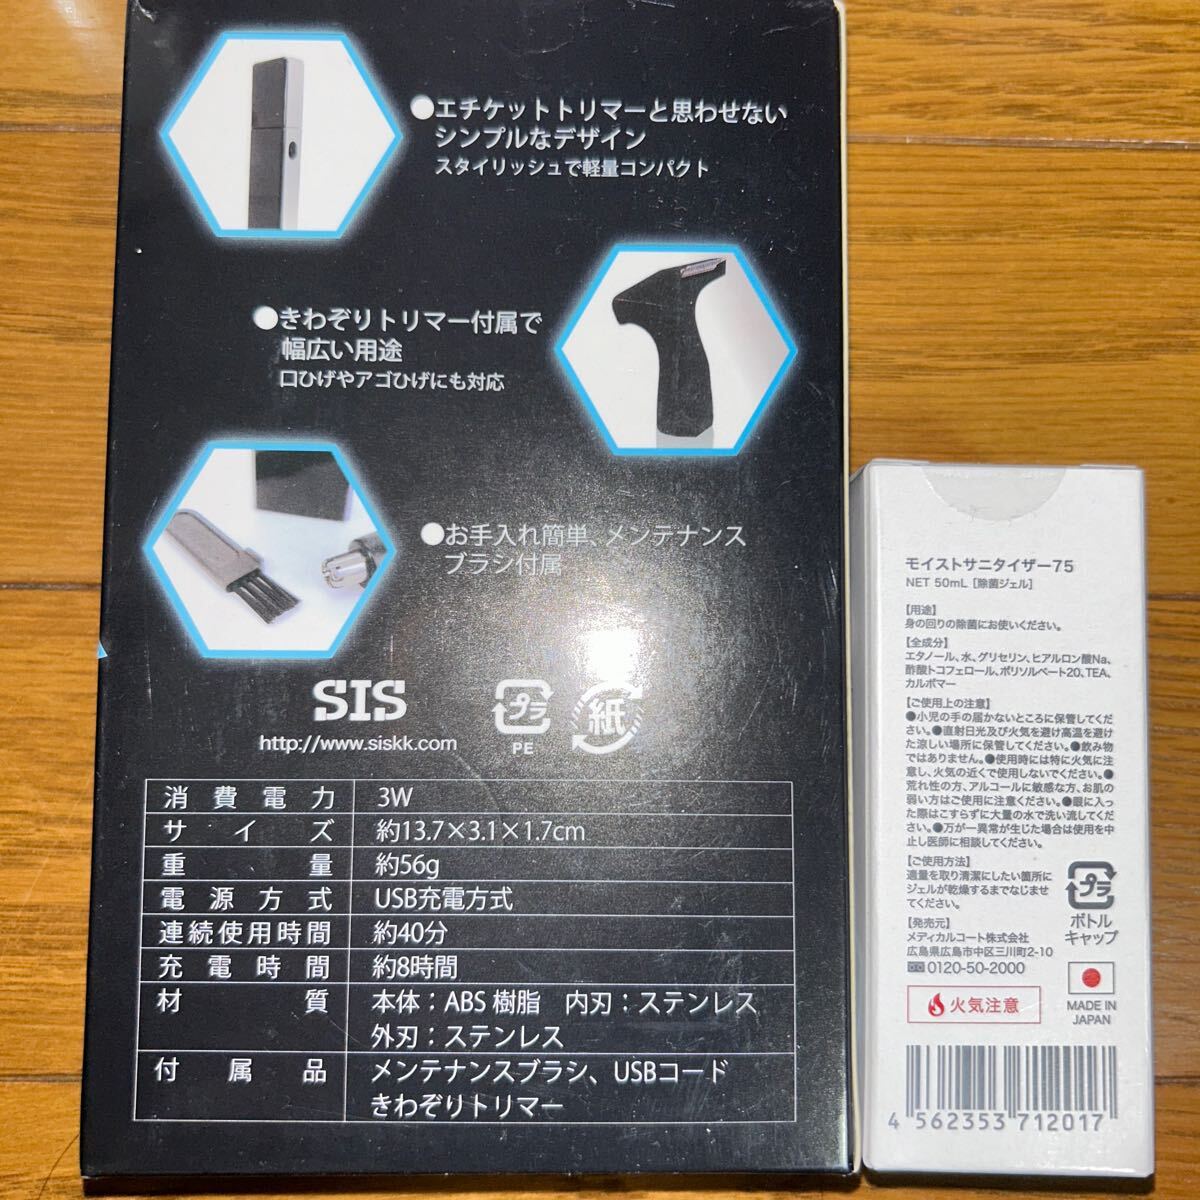 ●エチケットトリマーと思わせない
シンプルなデザイン
スタイリッシュで軽量コンパクト
●きわぞりトリマー付属で
幅広い用途
口ひげやアゴひげにも対応
●お手入れ簡単、メンテナンス
ブラシ付属
SIS
http://www.siskk.com
プラ
PE
紙
消費電力 3W
サイズ 約13.7×3.1×1.7cm
重量 約56g
電源方式 USB充電方式
連続使用時間 約40分
充電時間 約8時間
材質 本体：ABS 樹脂 内刃：ステンレス
外刃：ステンレス
付属品 メンテナンスブラシ、USBコード
きわぞりトリマー
モイストサニタイザー75
NET 50mL [除菌ジェル]
【用途】
身の回りの除菌にお使いください。
【全成分】
エタノール、水、グリセリン、ヒアルロン酸Na、
酢酸トコフェロール、ポリソルベート20、TEA、
カルボマー
【ご使用上の注意】
●小児の手の届かないところに保管してくだ
さい。●直射日光及び火気を避け高温を避け
た涼しい場所に保管してください。●飲み物
ではありません。●使用時には特に火気に注
意し、火気の近くで使用しないでください。●
荒れ性の方、アルコールに敏感な方、お肌の
弱い方はご使用に注意ください。●眼に入っ
た際はこすらずに大量の水で洗い流してくだ
さい。●万が一異常が生じた場合は使用を中
止し医師に相談してください。
【ご使用方法】
適量を取り清潔にしたい箇所に
ジェルが乾燥するまでなじませ
てください。
【発売元】
メディカルコート株式会社
広島県広島市中区三川町2-10
0120-50-2000
プラ
ボトル
キャップ
火気注意
MADE IN
JAPAN
4 562353 712017